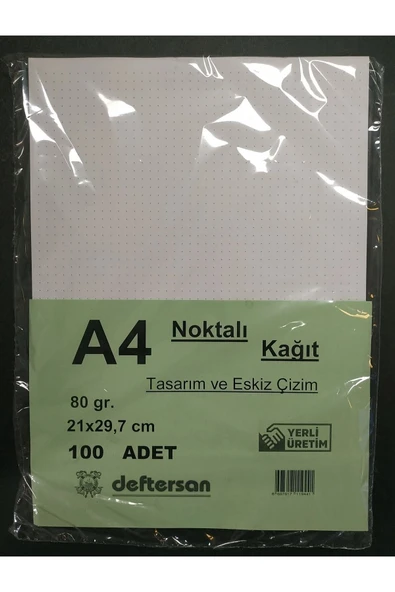 A4 Noktalı
Kağıt
Tasarım ve Eskiz Çizim
80 gr.
21x29,7 cm
100 ADET
YERLİ
ÜRETİM
deftersan